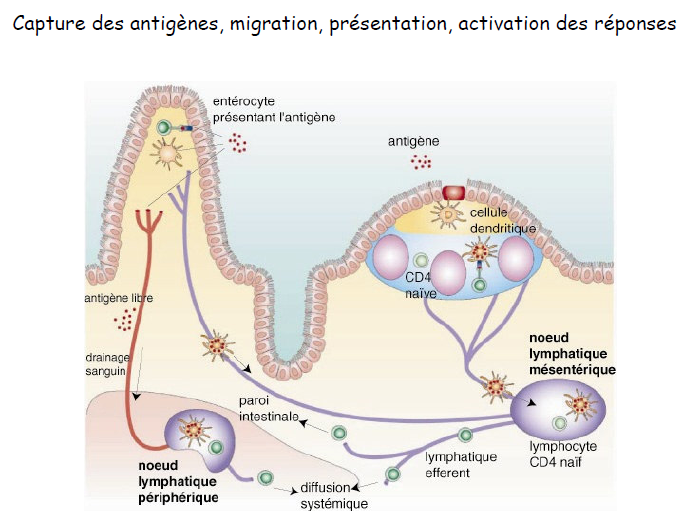 Capture des antigènes, migration, présentation, activation des réponses
entérocyte
présentant l'antigène
antigène
cellule
dendritique
CD4
naïve
antigène libre
drainage
sanguin
noeud
lymphatique
mésentérique
paroi
intestinale
lymphocyte
CD4 naïf
lymphatique
efferent
noeud
lymphatique
périphérique
diffusion
systémique